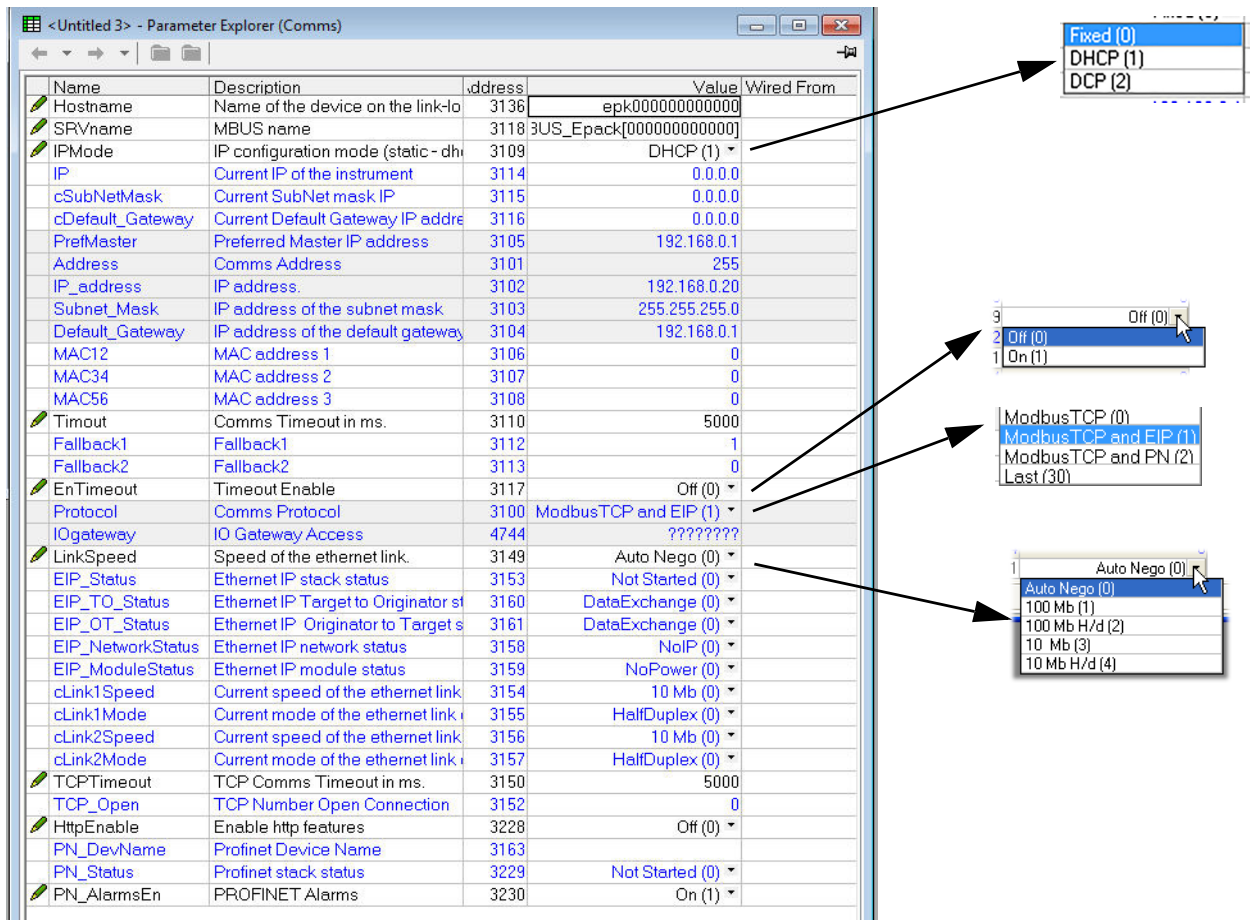 <Untitled 3> - Parameter Explorer (Comms)
Name Description ddress Value Wired From
Hostname Name of the device on the link-lo 3136 epk000000000000
SRVname MBUS name 3118 BUS_Epack[000000000000]
IPMode IP configuration mode (static - dh 3109 DHCP (1)
IP Current IP of the instrument 3114 0.0.0.0
cSubNetMask Current SubNet mask IP 3115 0.0.0.0
cDefault_Gateway Current Default Gateway IP addre 3116 0.0.0.0
PrefMaster Preferred Master IP address 3105 192.168.0.1
Address Comms Address 3101 255
IP_address IP address. 3102 192.168.0.20
Subnet_Mask IP address of the subnet mask 3103 255.255.255.0
Default_Gateway IP address of the default gateway 3104 192.168.0.1
MAC12 MAC address 1 3106 0
MAC34 MAC address 2 3107 0
MAC56 MAC address 3 3108 0
Timout Comms Timeout in ms. 3110 5000
Fallback1 Fallback1 3112 1
Fallback2 Fallback2 3113 0
EnTimeout Timeout Enable 3117 Off (0)
Protocol Comms Protocol 3100 ModbusTCP and EIP (1)
IOgateway IO Gateway Access 4744 ????????
LinkSpeed Speed of the ethernet link. 3149 Auto Nego (0)
EIP_Status Ethernet IP stack status 3153 Not Started (0)
EIP_TO_Status Ethernet IP Target to Originator st 3160 DataExchange (0)
EIP_OT_Status Ethernet IP Originator to Target s 3161 DataExchange (0)
EIP_NetworkStatus Ethernet IP network status 3158 NoIP (0)
EIP_ModuleStatus Ethernet IP module status 3159 NoPower (0)
cLink1Speed Current speed of the ethernet link 3154 10 Mb (0)
cLink1Mode Current mode of the ethernet link 3155 HalfDuplex (0)
cLink2Speed Current speed of the ethernet link 3156 10 Mb (0)
cLink2Mode Current mode of the ethernet link 3157 HalfDuplex (0)
TCPTimeout TCP Comms Timeout in ms. 3150 5000
TCP_Open TCP Number Open Connection 3152 0
HttpEnable Enable http features 3228 Off (0)
PN_DevName Profinet Device Name 3163
PN_Status Profinet stack status 3229 Not Started (0)
PN_AlarmsEn PROFINET Alarms 3230 On (1)
Fixed (0)
DHCP (1)
DCP (2)
9 Off (0)
2 Off (0)
1 On (1)
ModbusTCP (0)
ModbusTCP and EIP (1)
ModbusTCP and PN (2)
Last (30)
1 Auto Nego (0)
Auto Nego (0)
100 Mb (1)
100 Mb H/d (2)
10 Mb (3)
10 Mb H/d (4)